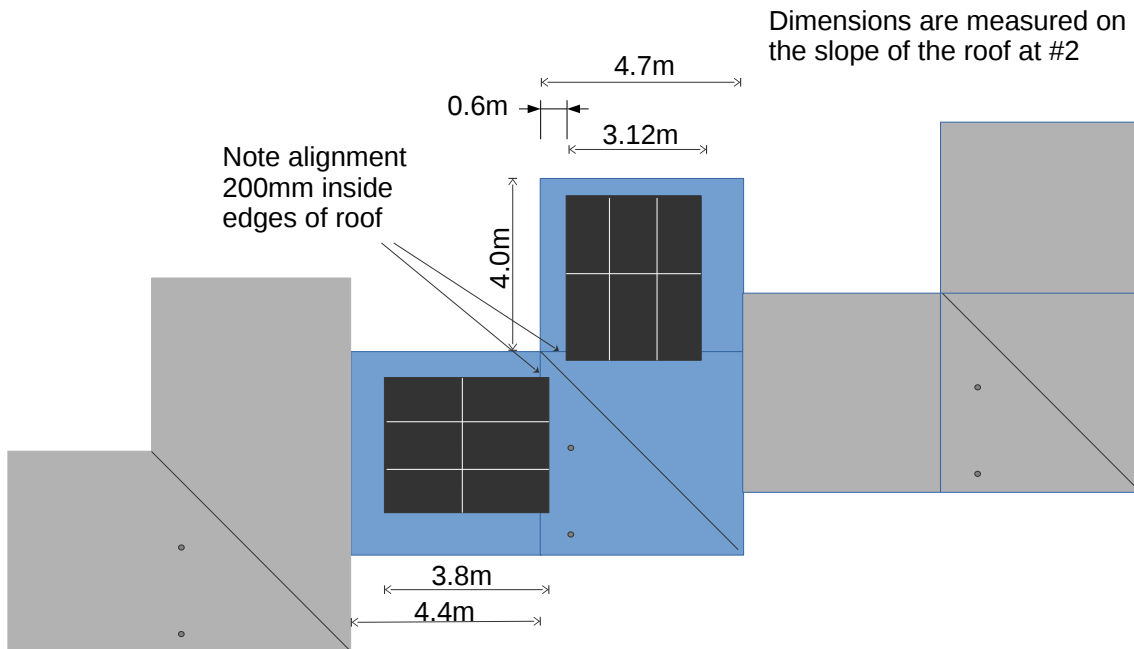 Dimensions are measured on
the slope of the roof at #2
4.7m
0.6m
3.12m
Note alignment
200mm inside
edges of roof
4.0m
3.8m
4.4m